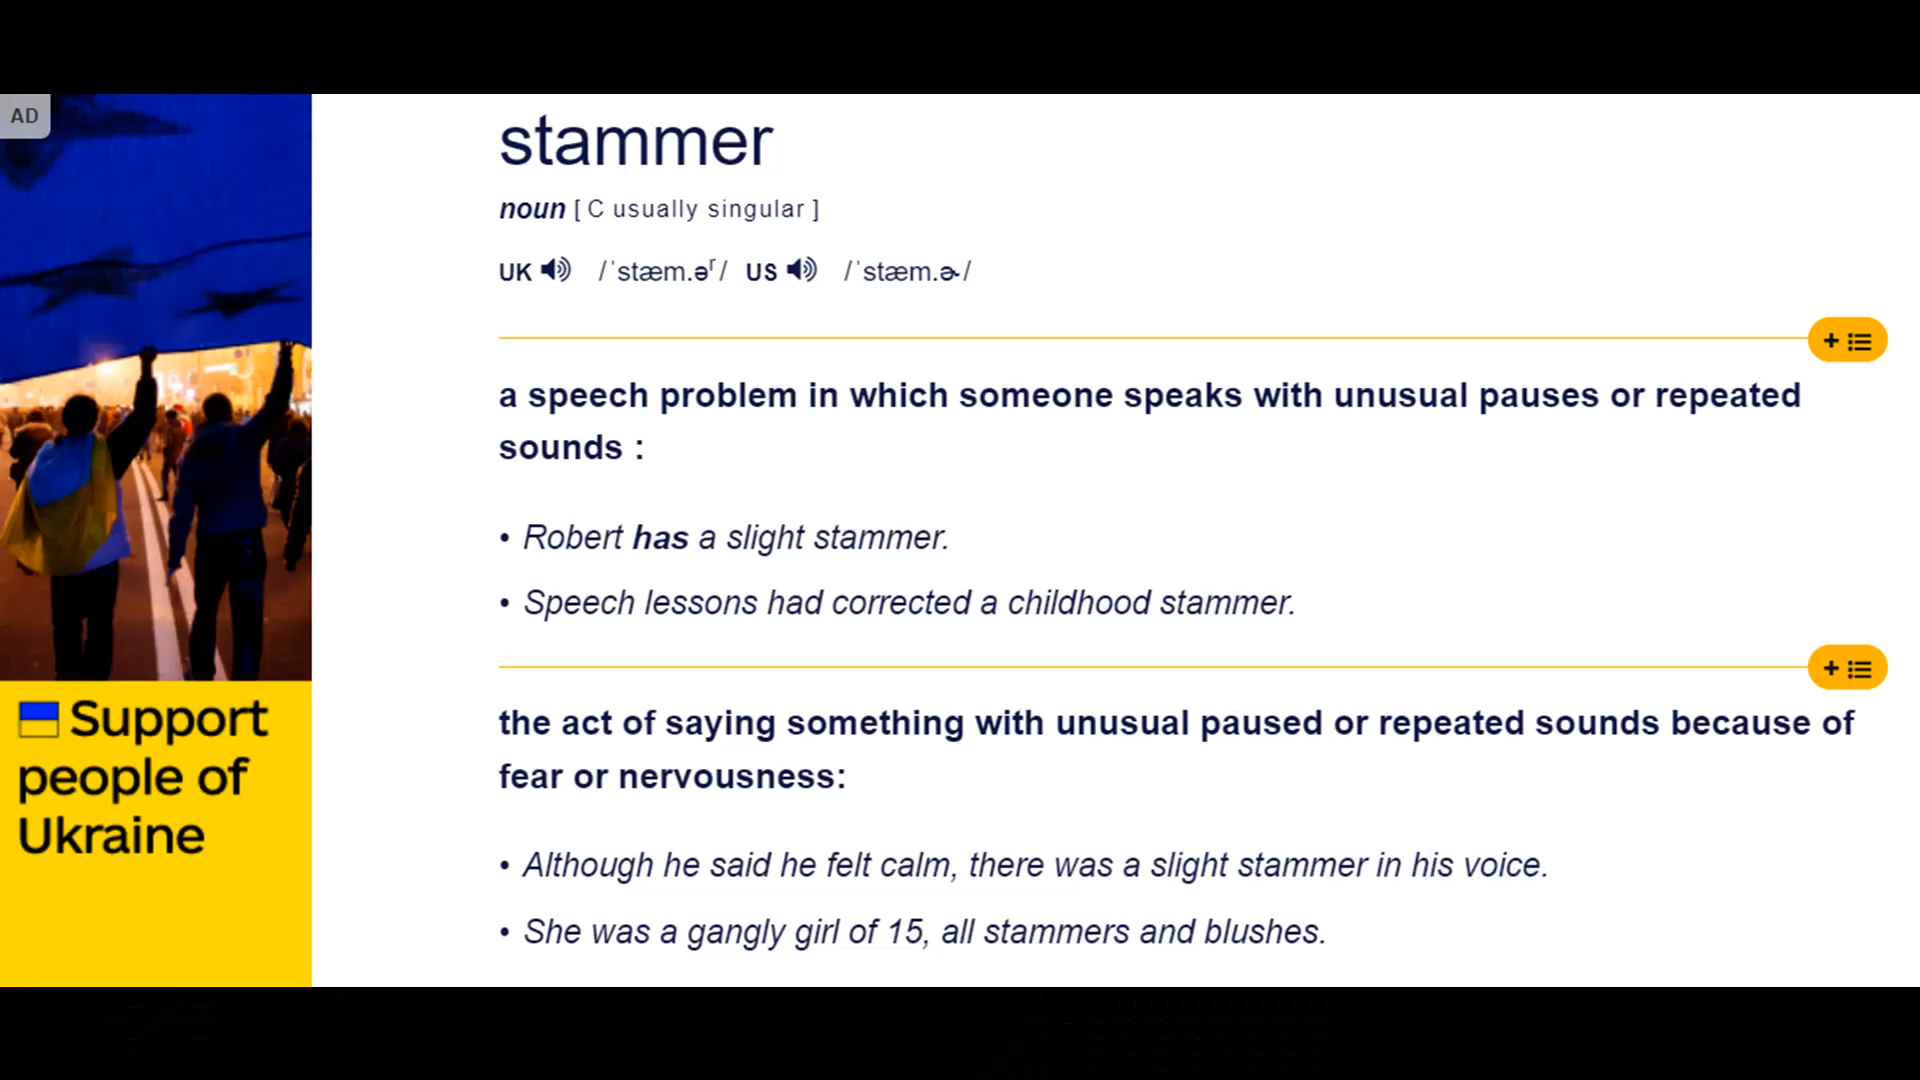 AD
stammer
noun [ C usually singular ]
UK /ˈstæm.əʳ/ US /ˈstæm.ɚ/
a speech problem in which someone speaks with unusual pauses or repeated
sounds :
• Robert has a slight stammer.
• Speech lessons had corrected a childhood stammer.
the act of saying something with unusual paused or repeated sounds because of
fear or nervousness:
• Although he said he felt calm, there was a slight stammer in his voice.
• She was a gangly girl of 15, all stammers and blushes.
Support
people of
Ukraine